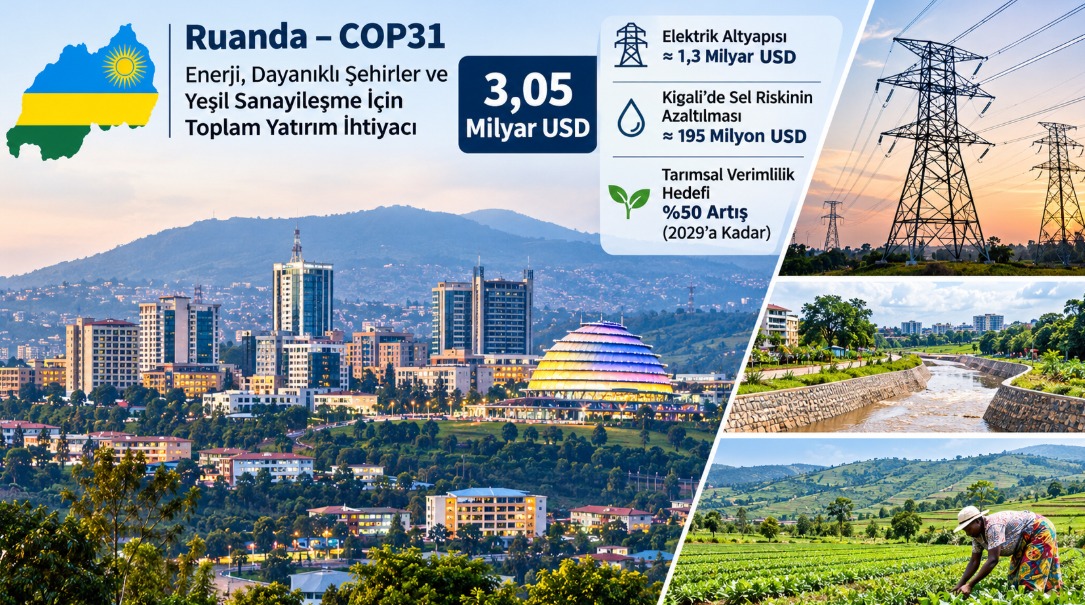 Ruanda – COP31
Enerji, Dayanıklı Şehirler ve
Yeşil Sanayileşme İçin
Toplam Yatırım İhtiyacı
3,05
Milyar USD
Elektrik Altyapısı
≈ 1,3 Milyar USD
Kigali’de Sel Riskinin
Azaltılması
≈ 195 Milyon USD
Tarımsal Verimlilik
Hedefi
%50 Artış
(2029’a Kadar)